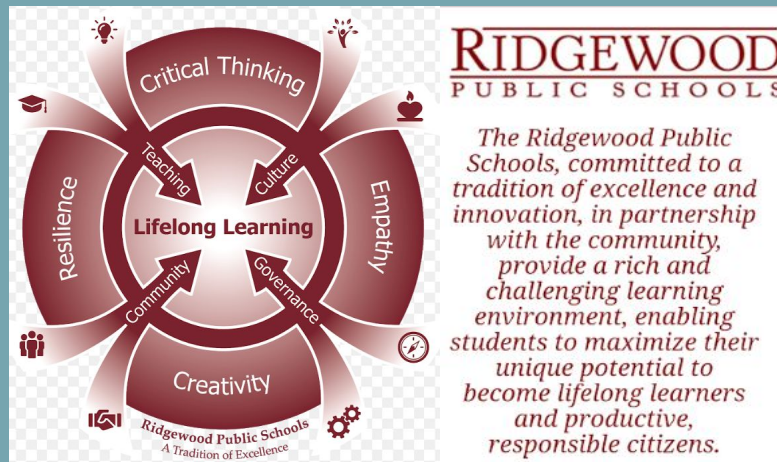 Critical Thinking
Teaching
Culture
Resilience
Lifelong Learning
Empathy
Community
Governance
Creativity
Ridgewood Public Schools
A Tradition of Excellence
RIDGEWOOD
PUBLIC SCHOOLS
The Ridgewood Public
Schools, committed to a
tradition of excellence and
innovation, in partnership
with the community,
provide a rich and
challenging learning
environment, enabling
students to maximize their
unique potential to
become lifelong learners
and productive,
responsible citizens.